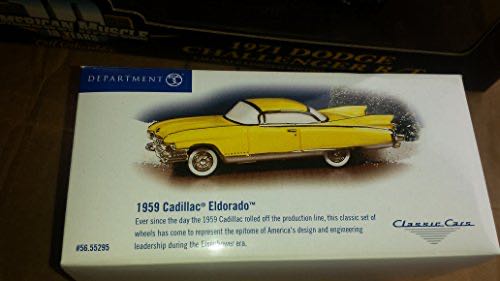 AMERICAN MUSCLE
1971 DODGE
CHALLENGER R/T
DEPARTMENT 56
1959 Cadillac® Eldorado™
Ever since the day the 1959 Cadillac rolled off the production line, this classic set of
wheels has come to represent the epitome of America's design and engineering
leadership during the Eisenhower era.
#56.55295
Classic Cars